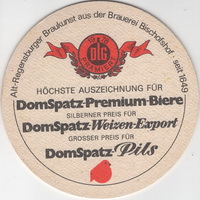 Alt-Regensburger Braukunst aus der Brauerei Bischofshof · seit 1649
DLG
HÖCHSTE AUSZEICHNUNG FÜR
DomSpatz-Premium-Biere
SILBERNER PREIS FÜR
DomSpatz-Weizen-Export
GROSSER PREIS FÜR
DomSpatz-Pils